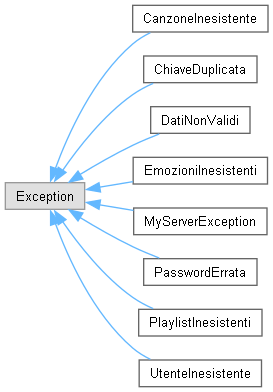 CanzoneInesistente
ChiaveDuplicata
DatiNonValidi
EmozioniInesistenti
Exception
MyServerException
PasswordErrata
PlaylistInesistenti
UtenteInesistente